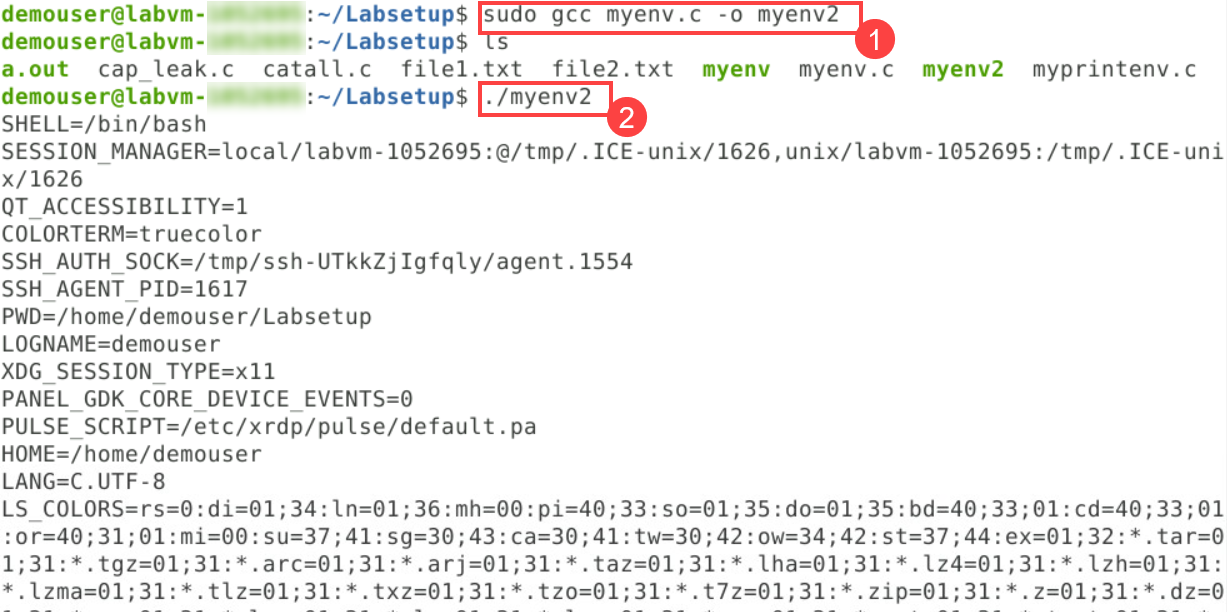 demouser@labvm-:~/Labsetup$ sudo gcc myenv.c -o myenv2
1
demouser@labvm-:~/Labsetup$ ls
a.out cap_leak.c catall.c file1.txt file2.txt myenv myenv.c myenv2 myprintenv.c
demouser@labvm-:~/Labsetup$ ./myenv2
2
SHELL=/bin/bash
SESSION_MANAGER=local/labvm-1052695:@/tmp/.ICE-unix/1626,unix/labvm-1052695:/tmp/.ICE-uni
x/1626
QT_ACCESSIBILITY=1
COLORTERM=truecolor
SSH_AUTH_SOCK=/tmp/ssh-UTkkZjIgfqly/agent.1554
SSH_AGENT_PID=1617
PWD=/home/demouser/Labsetup
LOGNAME=demouser
XDG_SESSION_TYPE=x11
PANEL_GDK_CORE_DEVICE_EVENTS=0
PULSE_SCRIPT=/etc/xrdp/pulse/default.pa
HOME=/home/demouser
LANG=C.UTF-8
LS_COLORS=rs=0:di=01;34:ln=01;36:mh=00:pi=40;33:so=01;35:do=01;35:bd=40;33;01:cd=40;33;01
:or=40;31;01:mi=00:su=37;41:sg=30;43:ca=30;41:tw=30;42:ow=34;42:st=37;44:ex=01;32:*.tar=0
1;31:*.tgz=01;31:*.arc=01;31:*.arj=01;31:*.taz=01;31:*.lha=01;31:*.lz4=01;31:*.lzh=01;31:
*.lzma=01;31:*.tlz=01;31:*.txz=01;31:*.tzo=01;31:*.t7z=01;31:*.zip=01;31:*.z=01;31:*.dz=0